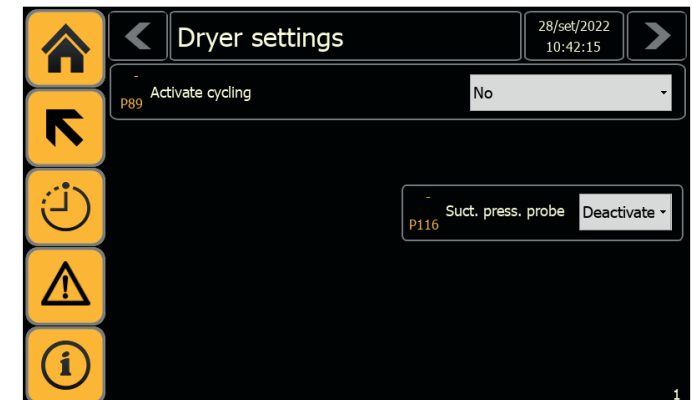 Dryer settings
28/set/2022
10:42:15
-
P89 Activate cycling No
-
P116 Suct. press. probe Deactivate
i
1